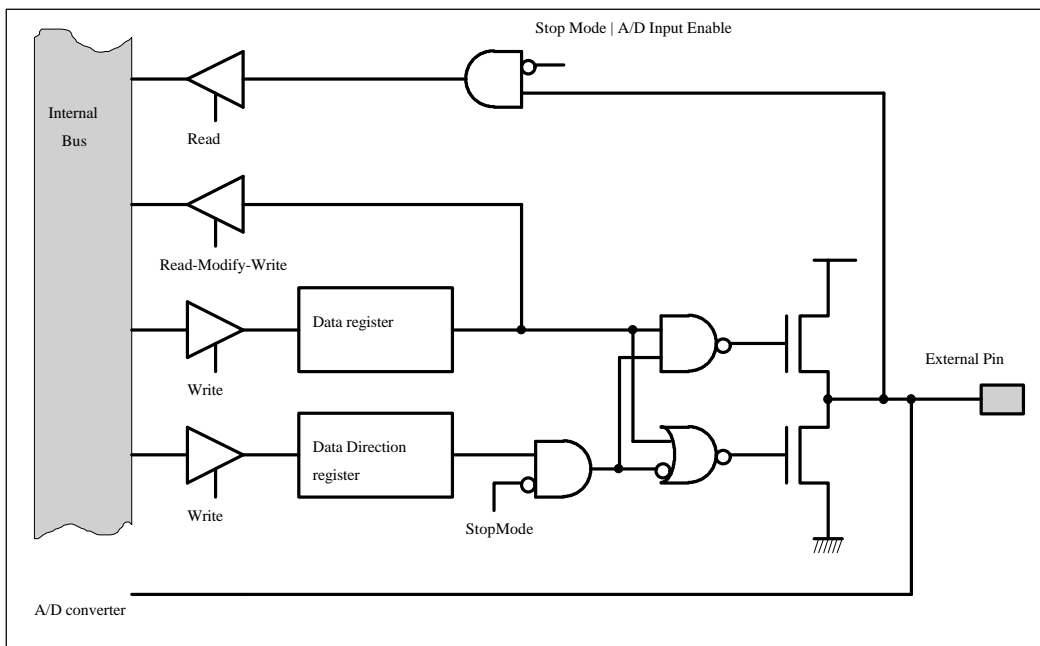 Stop Mode | A/D Input Enable
Internal
Bus
Read
Read-Modify-Write
Data register
External Pin
Write
Data Direction
register
Write
StopMode
A/D converter